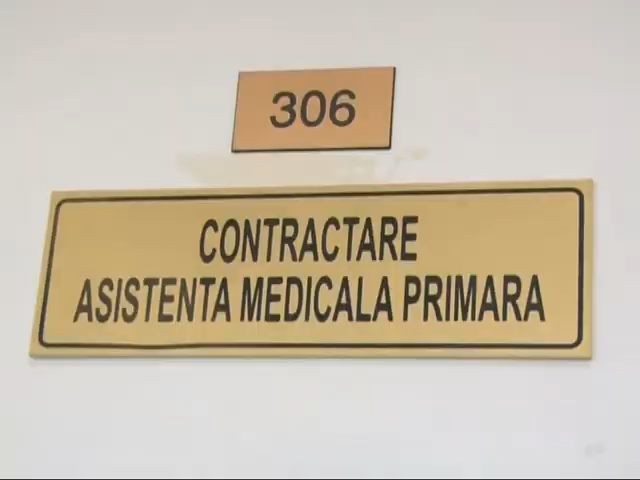 306
CONTRACTARE
ASISTENTA MEDICALA PRIMARA